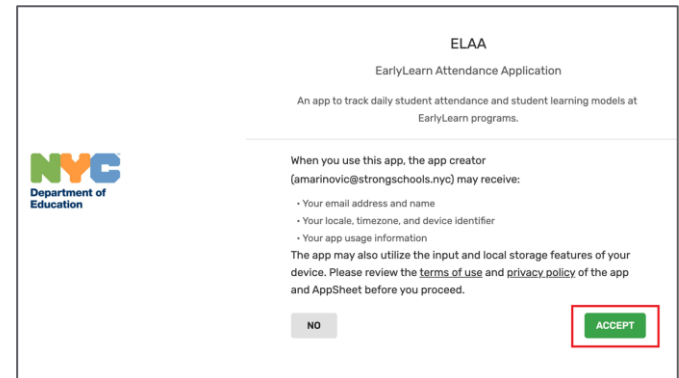 ELAA
EarlyLearn Attendance Application
An app to track daily student attendance and student learning models at
EarlyLearn programs.
NYC
Department of
Education
When you use this app, the app creator
(amarinovic@strongschools.nyc) may receive:
• Your email address and name
• Your locale, timezone, and device identifier
• Your app usage information
The app may also utilize the input and local storage features of your
device. Please review the terms of use and privacy policy of the app
and AppSheet before you proceed.
NO
ACCEPT